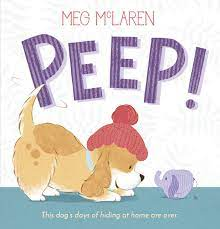 MEG McLAREN
PEEP!
This dog's days of hiding at home are over.